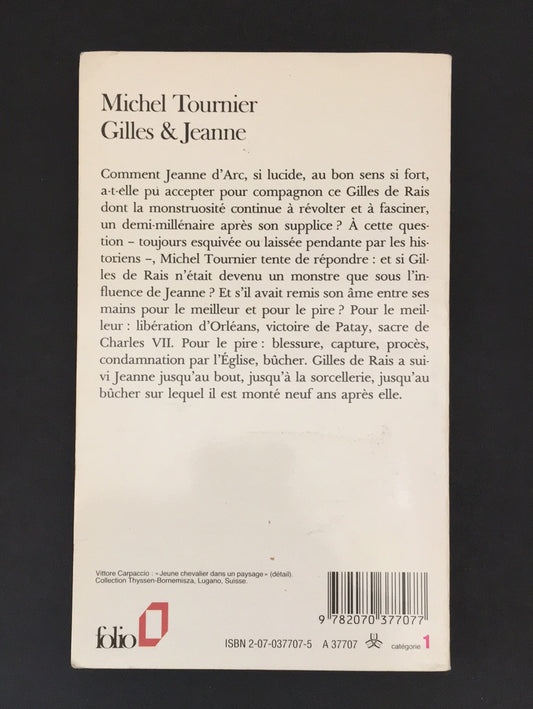 Michel Tournier
Gilles & Jeanne
Comment Jeanne d'Arc, si lucide, au bon sens si fort,
a-t-elle pu accepter pour compagnon ce Gilles de Rais
dont la monstruosité continue à révolter et à fasciner,
un demi-millénaire après son supplice ? À cette ques-
tion – toujours esquivée ou laissée pendante par les his-
toriens –, Michel Tournier tente de répondre : et si Gil-
les de Rais n'était devenu un monstre que sous l'in-
fluence de Jeanne ? Et s'il avait remis son âme entre ses
mains pour le meilleur et pour le pire ? Pour le meil-
leur : libération d'Orléans, victoire de Patay, sacre de
Charles VII. Pour le pire : blessure, capture, procès,
condamnation par l'Église, bûcher. Gilles de Rais a sui-
vi Jeanne jusqu'au bout, jusqu'à la sorcellerie, jusqu'au
bûcher sur lequel il est monté neuf ans après elle.
Vittore Carpaccio : « Jeune chevalier dans un paysage » (détail).
Collection Thyssen-Bornemisza, Lugano, Suisse.
9 782070 377077
folio
ISBN 2-07-037707-5 A 37707 catégorie 1